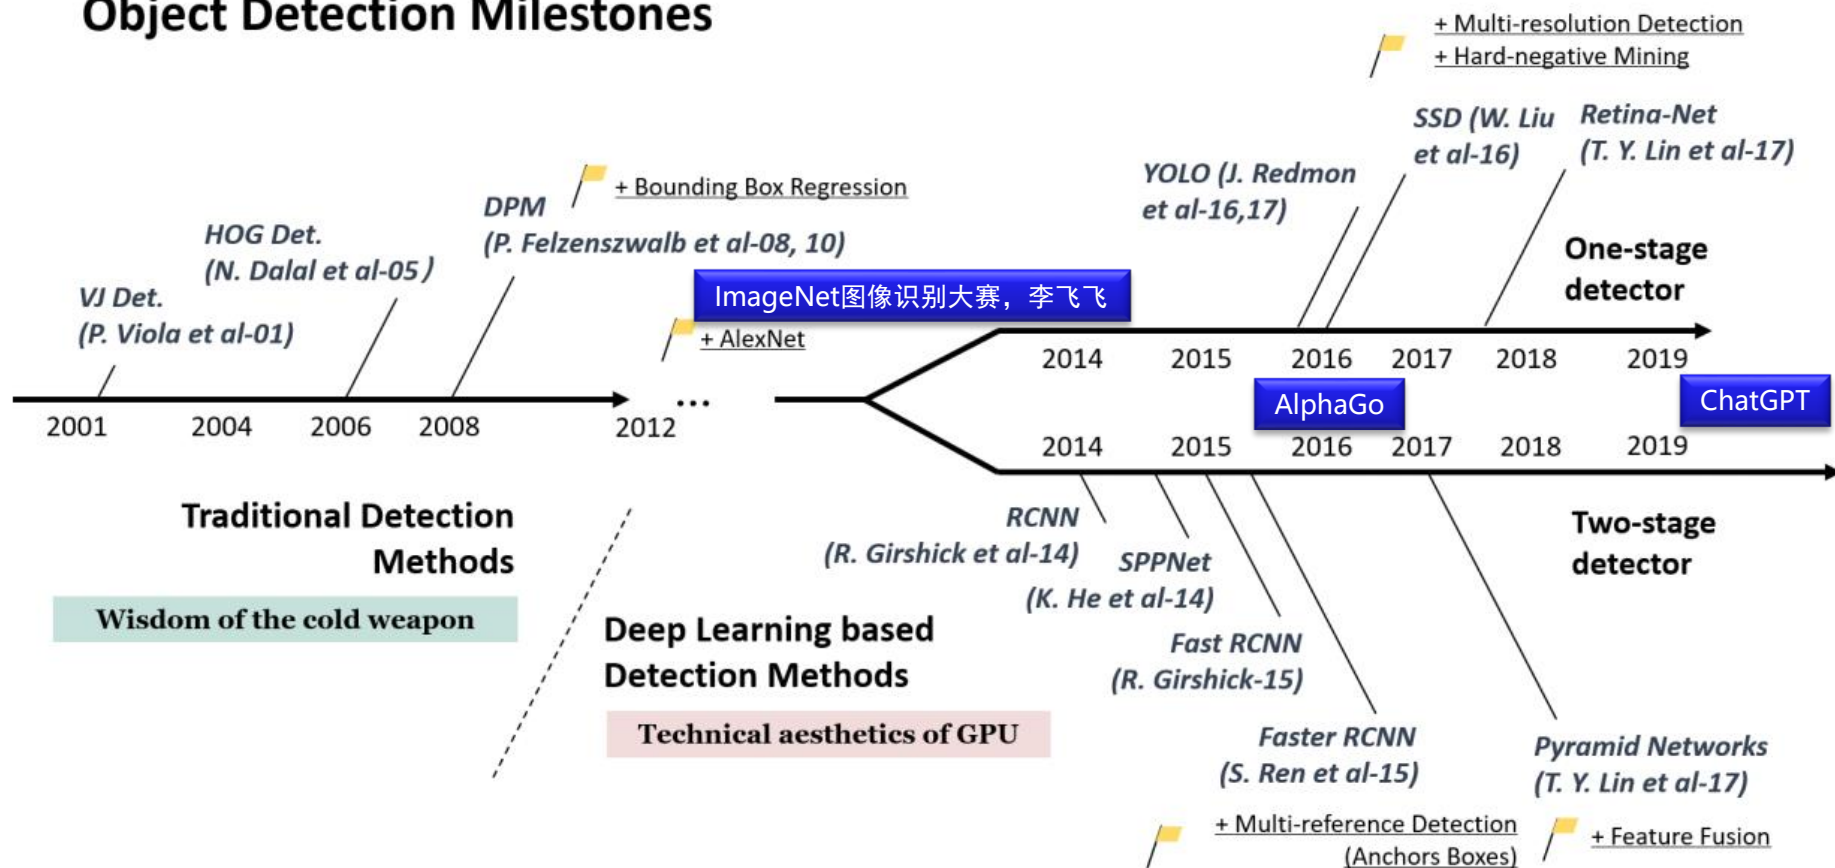 Object Detection Milestones
+ Multi-resolution Detection
+ Hard-negative Mining
SSD (W. Liu
et al-16)
Retina-Net
(T. Y. Lin et al-17)
YOLO (J. Redmon
et al-16,17)
+ Bounding Box Regression
DPM
(P. Felzenszwalb et al-08, 10)
HOG Det.
(N. Dalal et al-05)
VJ Det.
(P. Viola et al-01)
ImageNet图像识别大赛，李飞飞
+ AlexNet
One-stage
detector
2014 2015 2016 2017 2018 2019
AlphaGo
ChatGPT
2001 2004 2006 2008 2012 ...
2014 2015 2016 2017 2018 2019
Traditional Detection
Methods
Wisdom of the cold weapon
RCNN
(R. Girshick et al-14)
SPPNet
(K. He et al-14)
Two-stage
detector
Deep Learning based
Detection Methods
Technical aesthetics of GPU
Fast RCNN
(R. Girshick-15)
Faster RCNN
(S. Ren et al-15)
Pyramid Networks
(T. Y. Lin et al-17)
+ Multi-reference Detection
(Anchors Boxes)
+ Feature Fusion